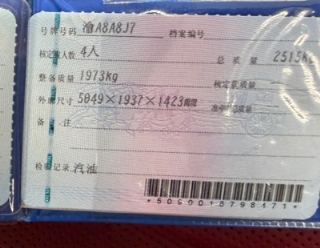 号牌号码 渝A8A8J7 档案编号
核定载人数 4人 总质量 2515kg
整备质量 1973kg 核定载质量
外廓尺寸 5049×1937×1423mm 准牵引总质量
备注
检验记录 汽油